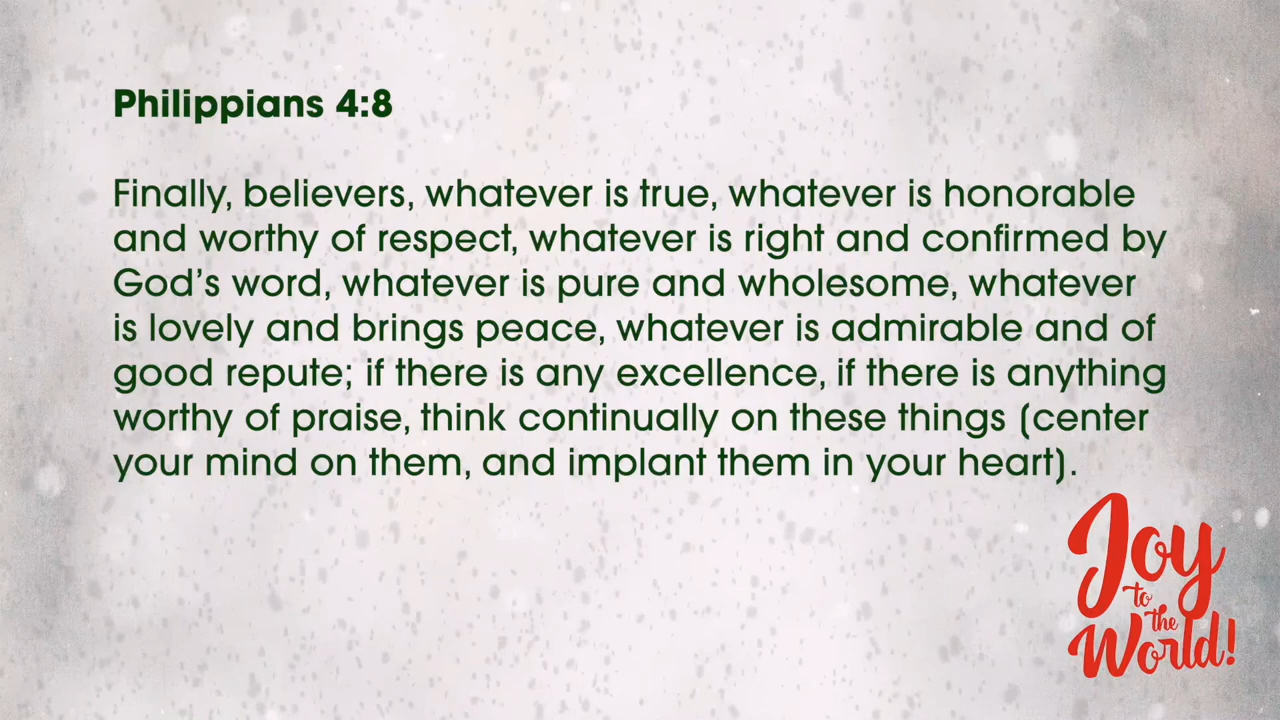 Philippians 4:8
Finally, believers, whatever is true, whatever is honorable
and worthy of respect, whatever is right and confirmed by
God’s word, whatever is pure and wholesome, whatever
is lovely and brings peace, whatever is admirable and of
good repute; if there is any excellence, if there is anything
worthy of praise, think continually on these things (center
your mind on them, and implant them in your heart).
Joy
to
the
World!